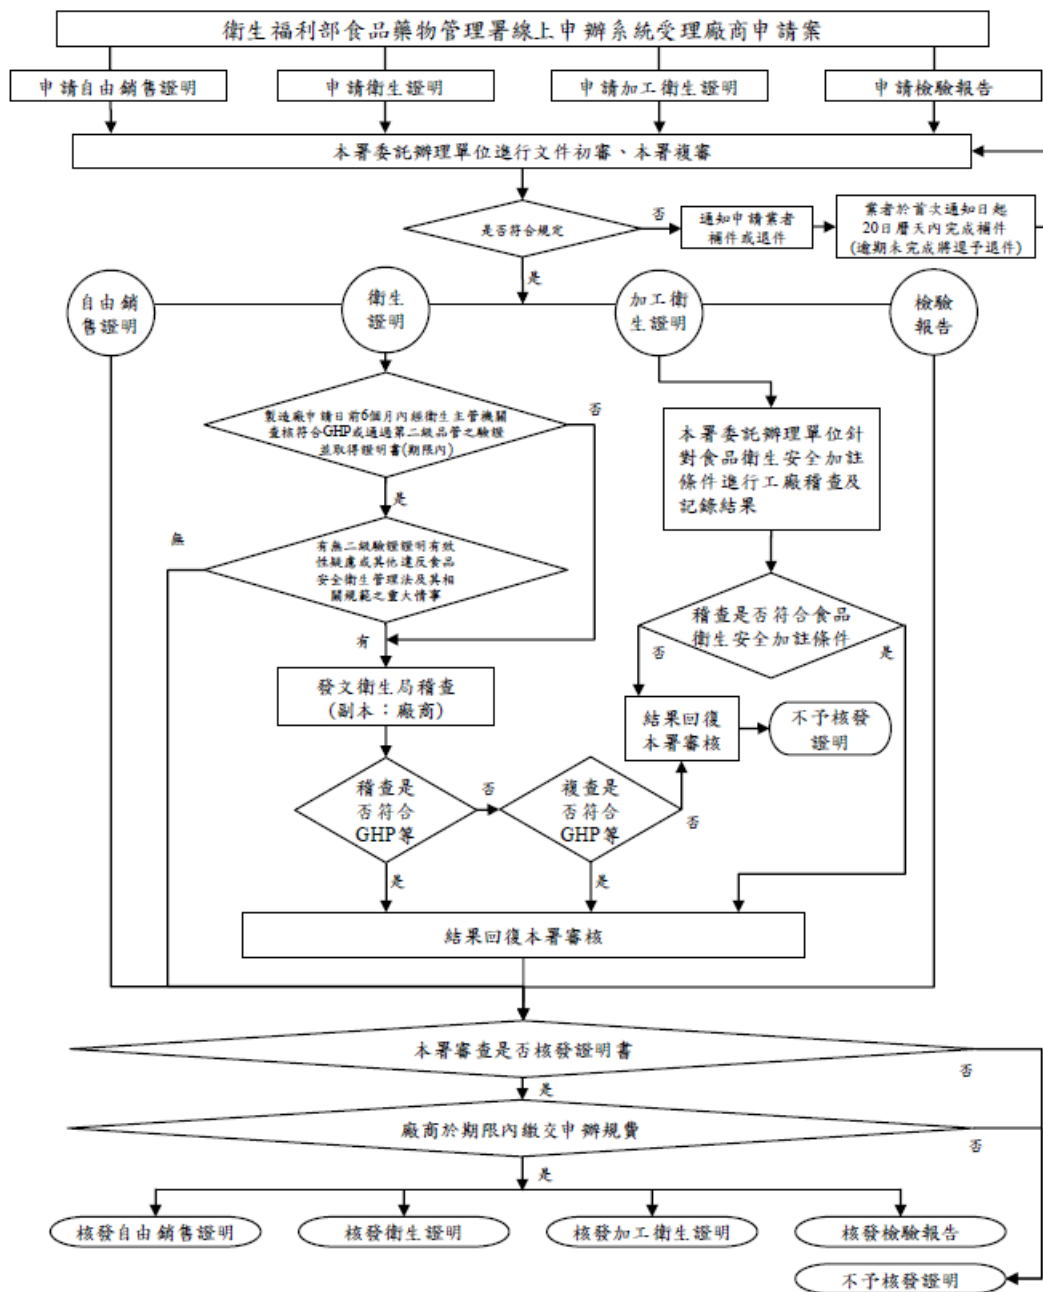 衛生福利部食品藥物管理署線上申辦系統受理廠商申請案
申請自由銷售證明
申請衛生證明
申請加工衛生證明
申請檢驗報告
本署委託辦理單位進行文件初審、本署複審
是否符合規定
否
通知申請業者
補件或退件
業者於首次通知日起
20日曆天內完成補件
(逾期未完成將逕予退件)
是
自由銷
售證明
衛生
證明
加工衛
生證明
檢驗
報告
製造廠申請日前6個月內經衛生主管機關
查核符合GHP或通過第二級品管之驗證
並取得證明書(期限內)
否
是
本署委託辦理單位針
對食品衛生安全加註
條件進行工廠稽查及
記錄結果
無
有無二級驗證證明有效
性疑慮或其他違反食品
安全衛生管理法及其相
關規範之重大情事
有
稽查是否符合食品
衛生安全加註條件
否
是
發文衛生局稽查
(副本：廠商)
結果回復
本署審核
不予核發
證明
稽查是
否符合
GHP等
否
複查是
否符合
GHP等
否
是
是
結果回復本署審核
本署審查是否核發證明書
否
是
廠商於期限內繳交申辦規費
否
是
核發自由銷售證明
核發衛生證明
核發加工衛生證明
核發檢驗報告
不予核發證明